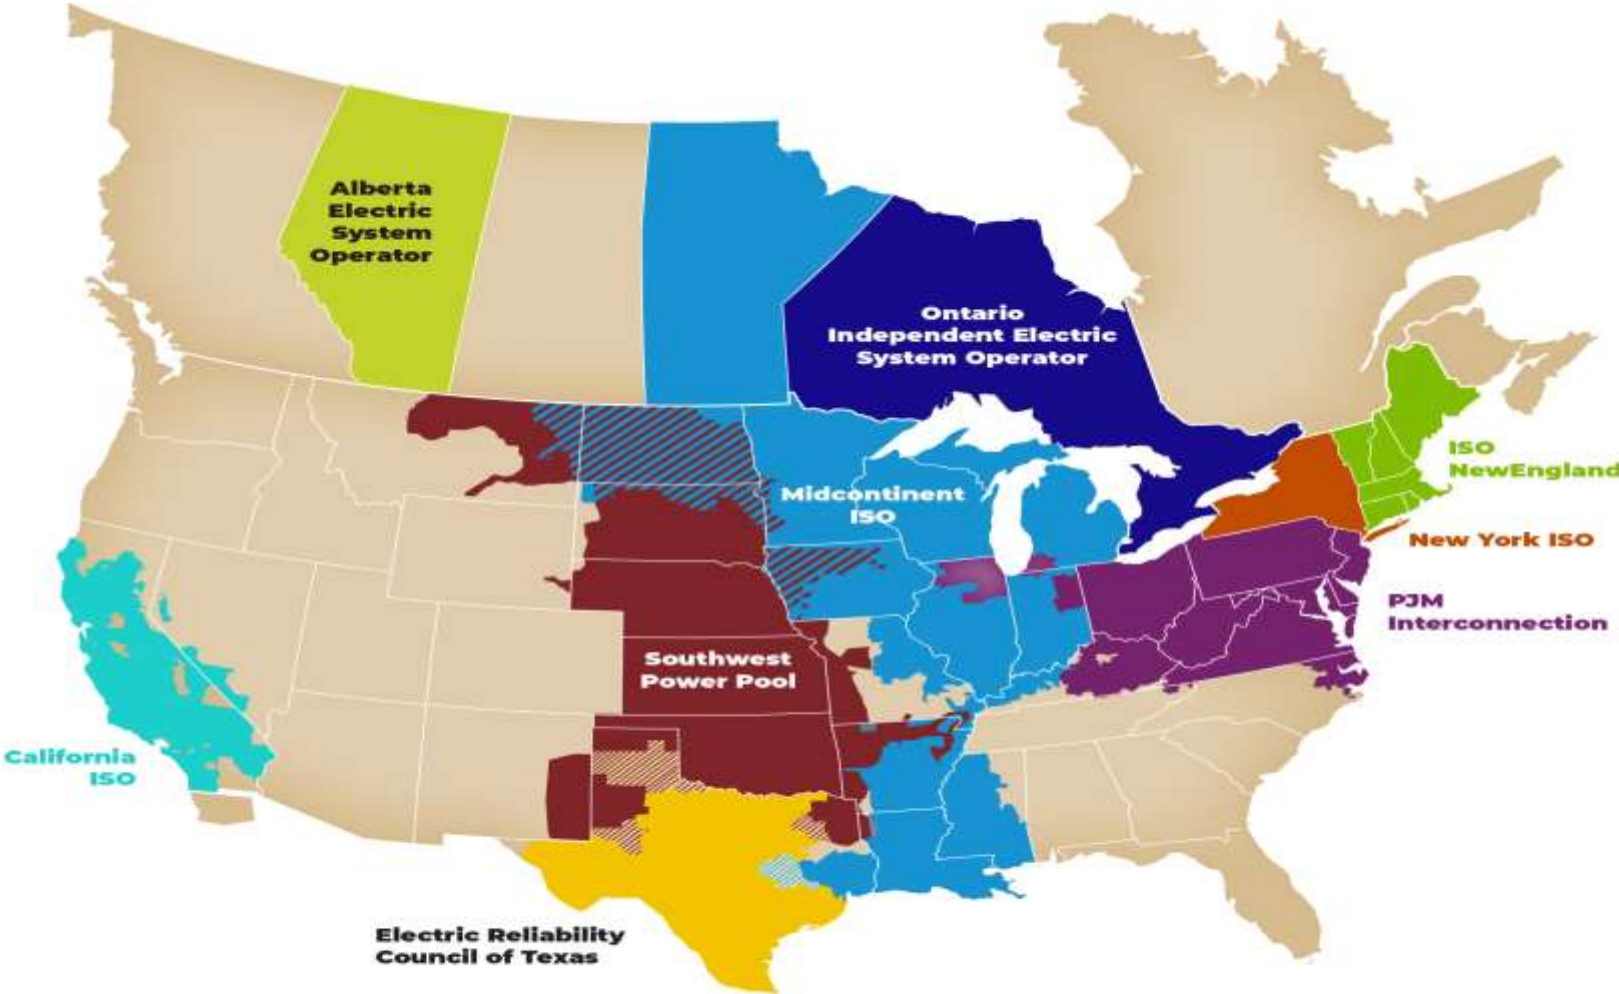 Alberta
Electric
System
Operator
Ontario
Independent Electric
System Operator
ISO
NewEngland
Midcontinent
ISO
New York ISO
PJM
Interconnection
Southwest
Power Pool
California
ISO
Electric Reliability
Council of Texas